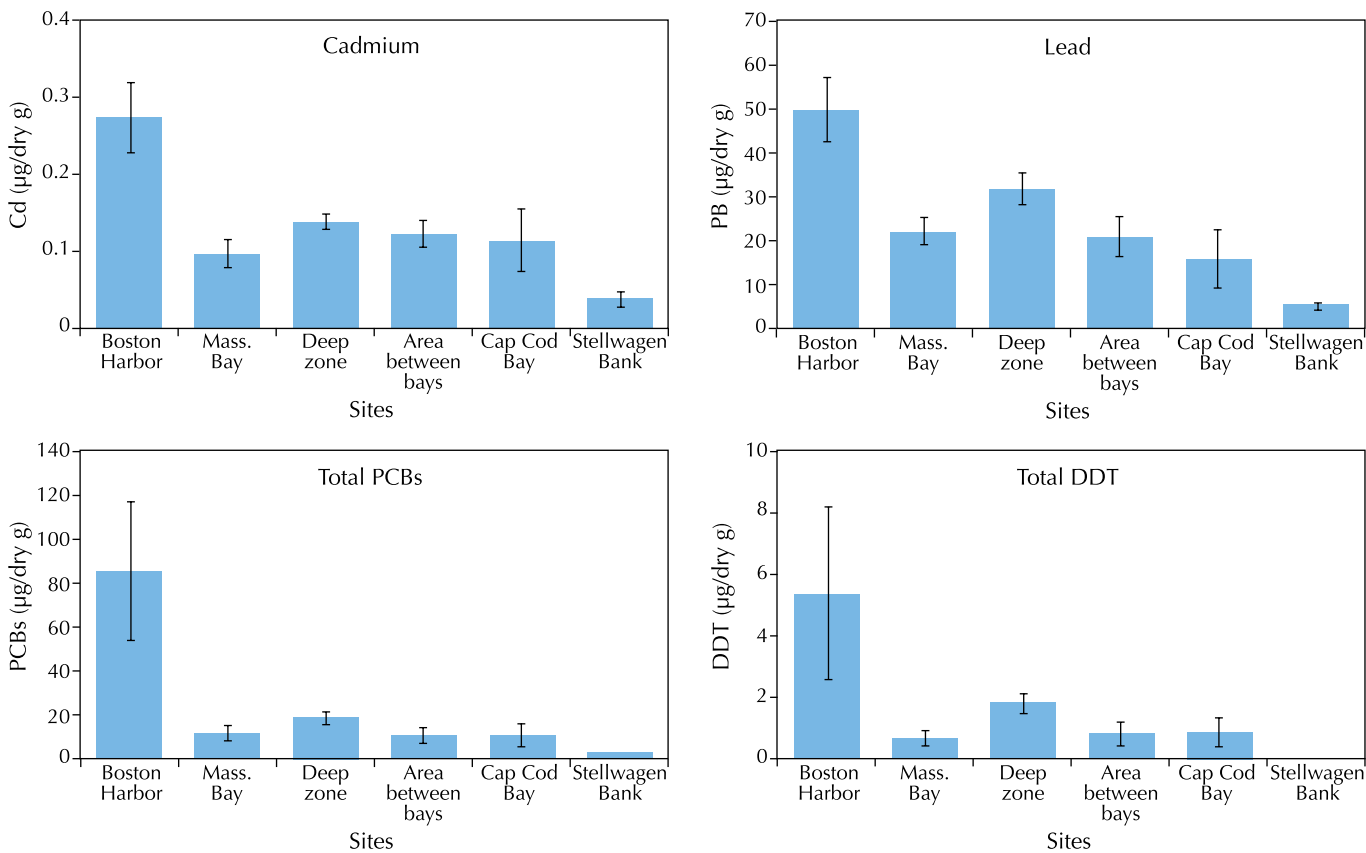 Cadmium
Cd (µg/dry g)
0.4
0.3
0.2
0.1
0
Boston Harbor
Mass. Bay
Deep zone
Area between bays
Cap Cod Bay
Stellwagen Bank
Sites
Lead
PB (µg/dry g)
70
60
50
40
30
20
10
0
Boston Harbor
Mass. Bay
Deep zone
Area between bays
Cap Cod Bay
Stellwagen Bank
Sites
Total PCBs
PCBs (µg/dry g)
140
120
100
80
60
40
20
0
Boston Harbor
Mass. Bay
Deep zone
Area between bays
Cap Cod Bay
Stellwagen Bank
Sites
Total DDT
DDT (µg/dry g)
10
8
6
4
2
0
Boston Harbor
Mass. Bay
Deep zone
Area between bays
Cap Cod Bay
Stellwagen Bank
Sites